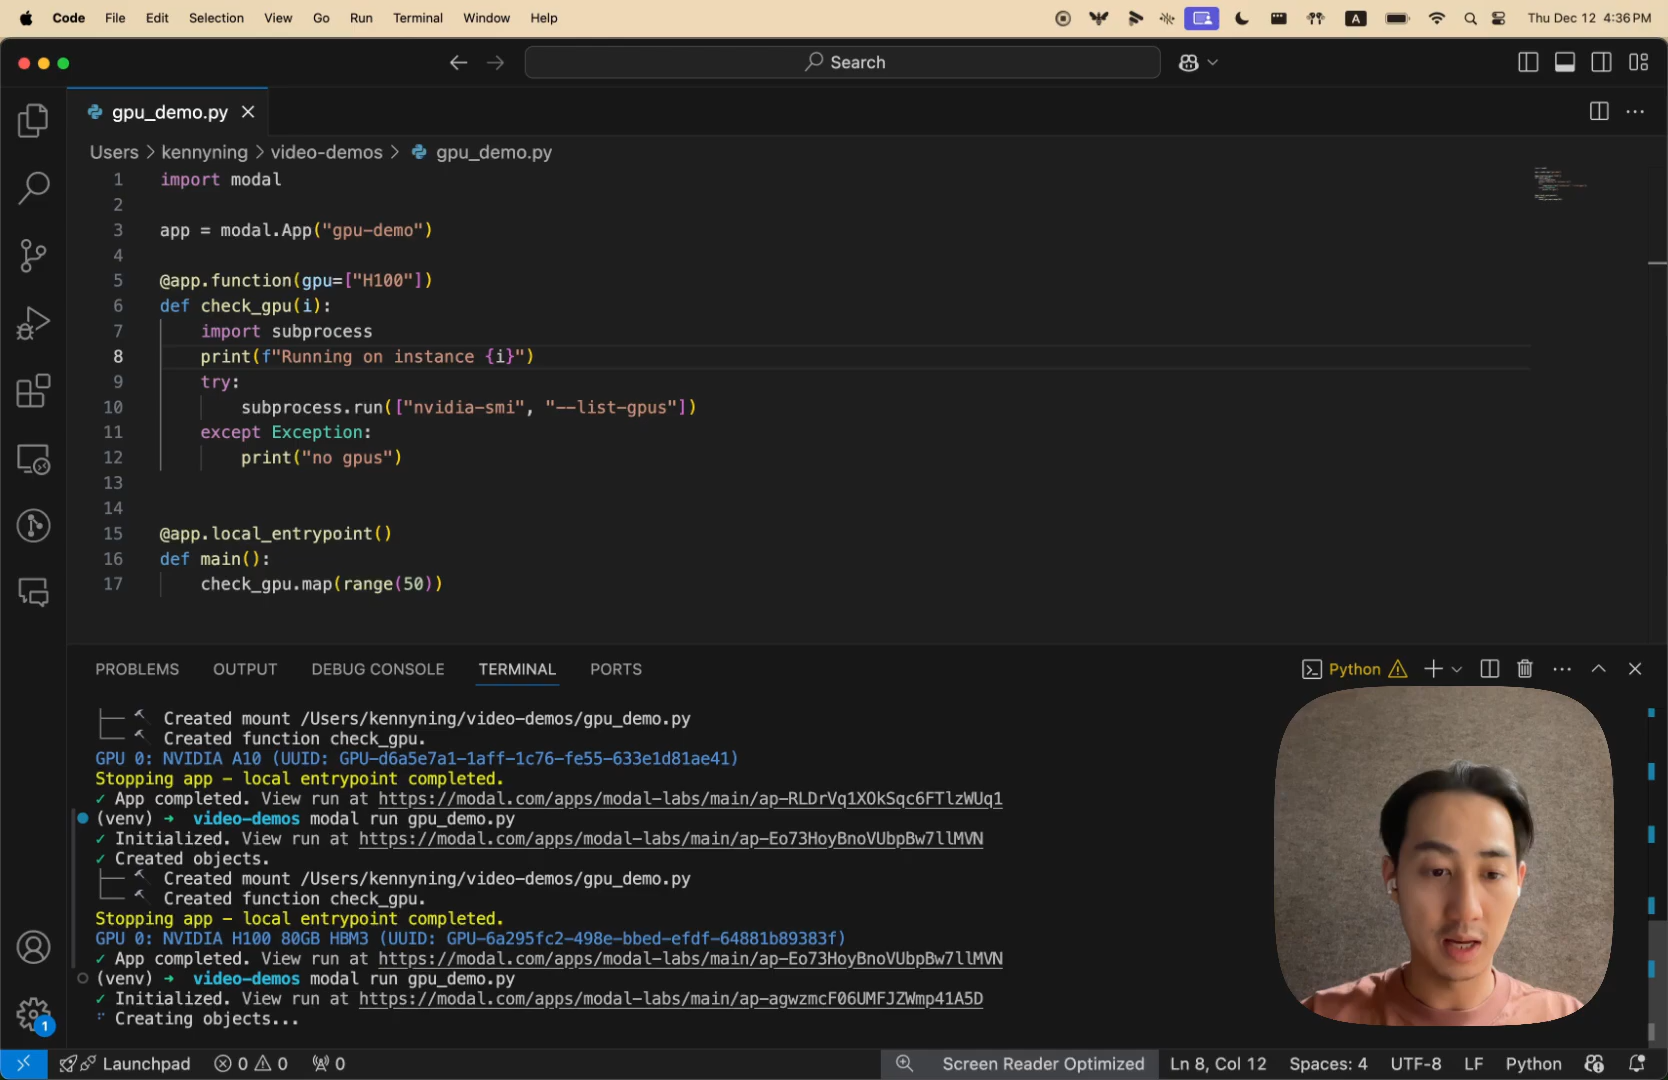 Code File Edit Selection View Go Run Terminal Window Help A Thu Dec 12 4:36 PM
Search
gpu_demo.py
Users > kennyning > video-demos > gpu_demo.py
1 import modal
2
3 app = modal.App("gpu-demo")
4
5 @app.function(gpu=["H100"])
6 def check_gpu(i):
7 import subprocess
8 print(f"Running on instance {i}")
9 try:
10 subprocess.run(["nvidia-smi", "--list-gpus"])
11 except Exception:
12 print("no gpus")
13
14
15 @app.local_entrypoint()
16 def main():
17 check_gpu.map(range(50))
PROBLEMS OUTPUT DEBUG CONSOLE TERMINAL PORTS Python
├── 🔨 Created mount /Users/kennyning/video-demos/gpu_demo.py
└── 🔨 Created function check_gpu.
GPU 0: NVIDIA A10 (UUID: GPU-d6a5e7a1-1aff-1c76-fe55-633e1d81ae41)
Stopping app - local entrypoint completed.
✓ App completed. View run at https://modal.com/apps/modal-labs/main/ap-RLDrVq1XOkSqc6FTlzWUq1
(venv) ➜ video-demos modal run gpu_demo.py
✓ Initialized. View run at https://modal.com/apps/modal-labs/main/ap-Eo73HoyBnoVUbpBw7llMVN
✓ Created objects.
├── 🔨 Created mount /Users/kennyning/video-demos/gpu_demo.py
└── 🔨 Created function check_gpu.
Stopping app - local entrypoint completed.
GPU 0: NVIDIA H100 80GB HBM3 (UUID: GPU-6a295fc2-498e-bbed-efdf-64881b89383f)
✓ App completed. View run at https://modal.com/apps/modal-labs/main/ap-Eo73HoyBnoVUbpBw7llMVN
(venv) ➜ video-demos modal run gpu_demo.py
✓ Initialized. View run at https://modal.com/apps/modal-labs/main/ap-agwzmcF06UMFJZWmp41A5D
Creating objects...
1
Launchpad 0 0 0 Screen Reader Optimized Ln 8, Col 12 Spaces: 4 UTF-8 LF Python